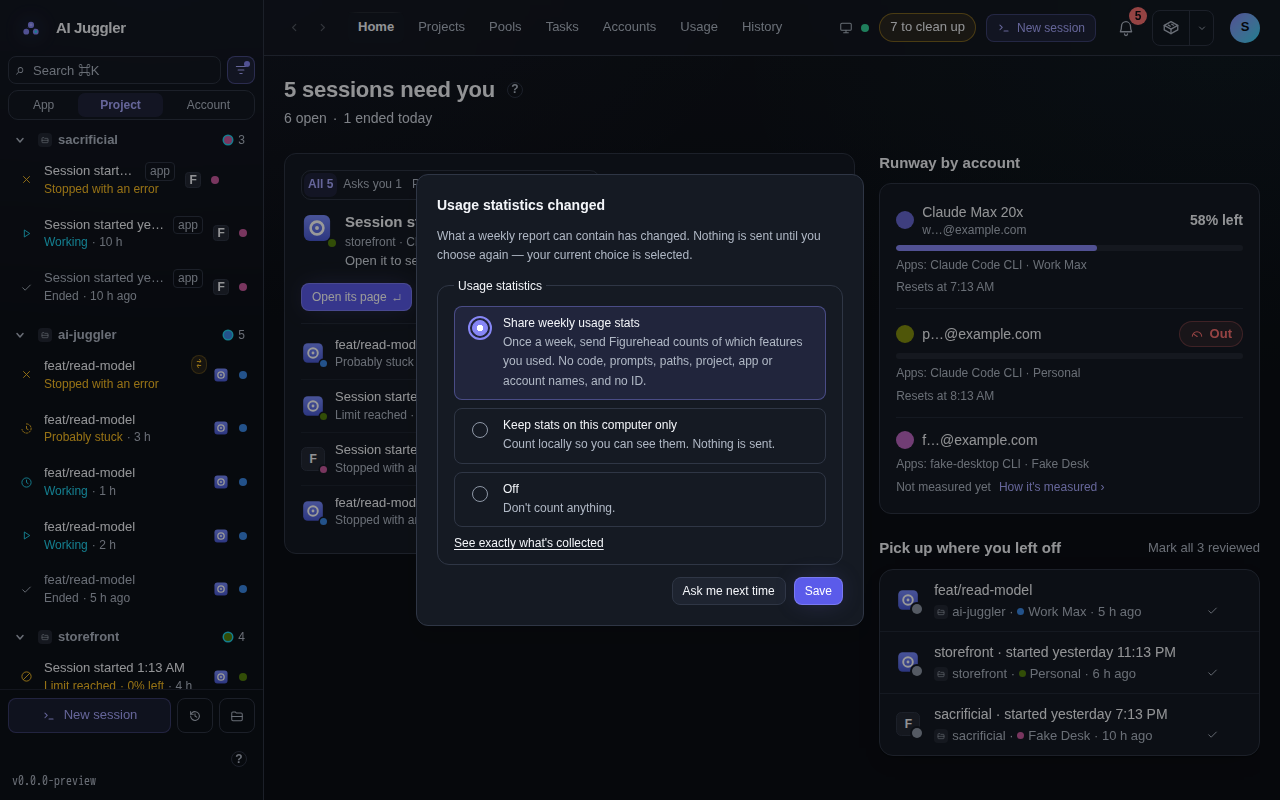 AI Juggler
Search ⌘K
App
Project
Account
sacrificial
3
Session start…
app
Stopped with an error
F
Session started ye…
app
Working · 10 h
F
Session started ye…
app
Ended · 10 h ago
F
ai-juggler
5
feat/read-model
Stopped with an error
feat/read-model
Probably stuck · 3 h
feat/read-model
Working · 1 h
feat/read-model
Working · 2 h
feat/read-model
Ended · 5 h ago
storefront
4
Session started 1:13 AM
Limit reached · 0% left · 4 h
New session
?
v0.0.0-preview
Home
Projects
Pools
Tasks
Accounts
Usage
History
7 to clean up
New session
5
S
5 sessions need you
?
6 open · 1 ended today
All 5
Asks you 1
Session st
storefront · C
Open it to se
Open its page
feat/read-mod
Probably stuck
Session starte
Limit reached ·
F
Session starte
Stopped with ar
feat/read-mod
Stopped with ar
Usage statistics changed
What a weekly report can contain has changed. Nothing is sent until you
choose again — your current choice is selected.
Usage statistics
Share weekly usage stats
Once a week, send Figurehead counts of which features
you used. No code, prompts, paths, project, app or
account names, and no ID.
Keep stats on this computer only
Count locally so you can see them. Nothing is sent.
Off
Don't count anything.
See exactly what's collected
Ask me next time
Save
Runway by account
Claude Max 20x
w…@example.com
58% left
Apps: Claude Code CLI · Work Max
Resets at 7:13 AM
p…@example.com
Out
Apps: Claude Code CLI · Personal
Resets at 8:13 AM
f…@example.com
Apps: fake-desktop CLI · Fake Desk
Not measured yet How it's measured ›
Pick up where you left off
Mark all 3 reviewed
feat/read-model
ai-juggler · Work Max · 5 h ago
storefront · started yesterday 11:13 PM
storefront · Personal · 6 h ago
F
sacrificial · started yesterday 7:13 PM
sacrificial · Fake Desk · 10 h ago